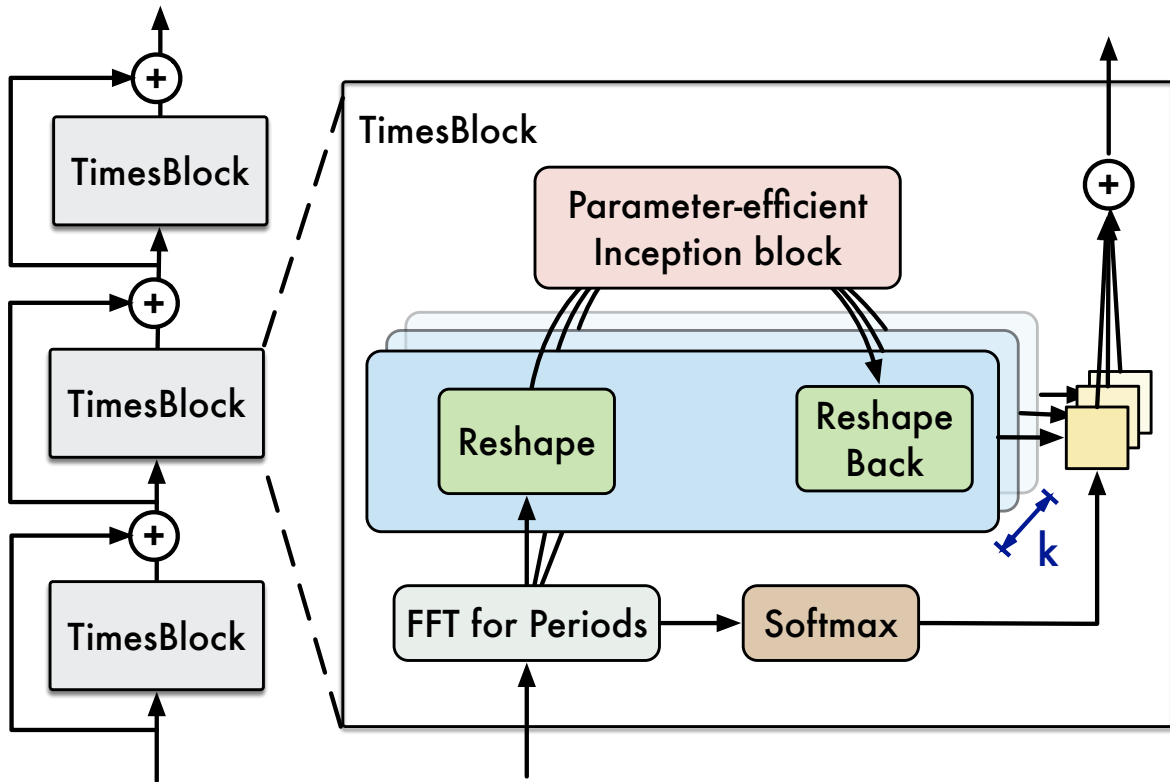 TimesBlock
TimesBlock
TimesBlock
TimesBlock
Parameter-efficient
Inception block
Reshape
Reshape
Back
k
FFT for Periods
Softmax